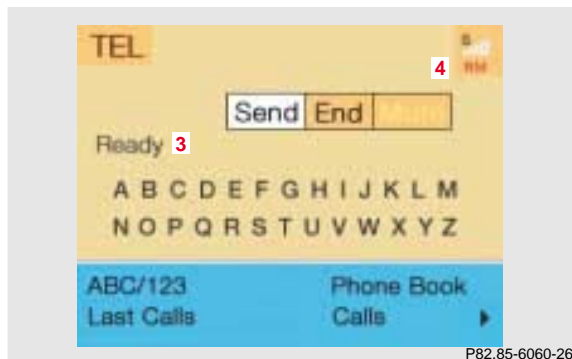 TEL
4
Send End
Ready 3
A B C D E F G H I J K L M
N O P Q R S T U V W X Y Z
ABC/123 Phone Book
Last Calls Calls
P82.85-6060-26